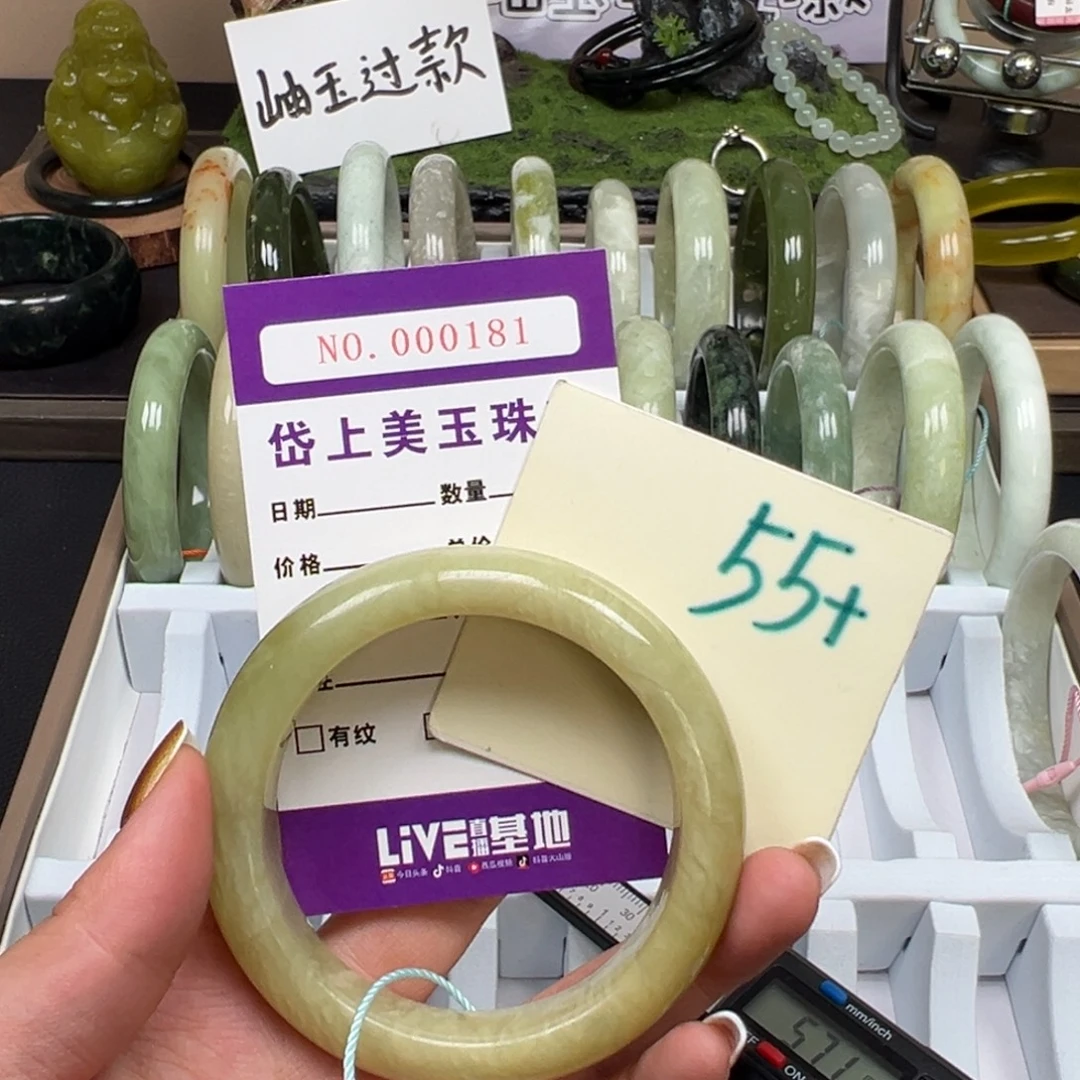 岫玉过款
NO. 000181
岱上美玉珠
日期 数量
价格
55+
有纹
LiVE直播基地
今日头条 抖音 西瓜视频 抖音火山版
mm/inch
30
571
ON